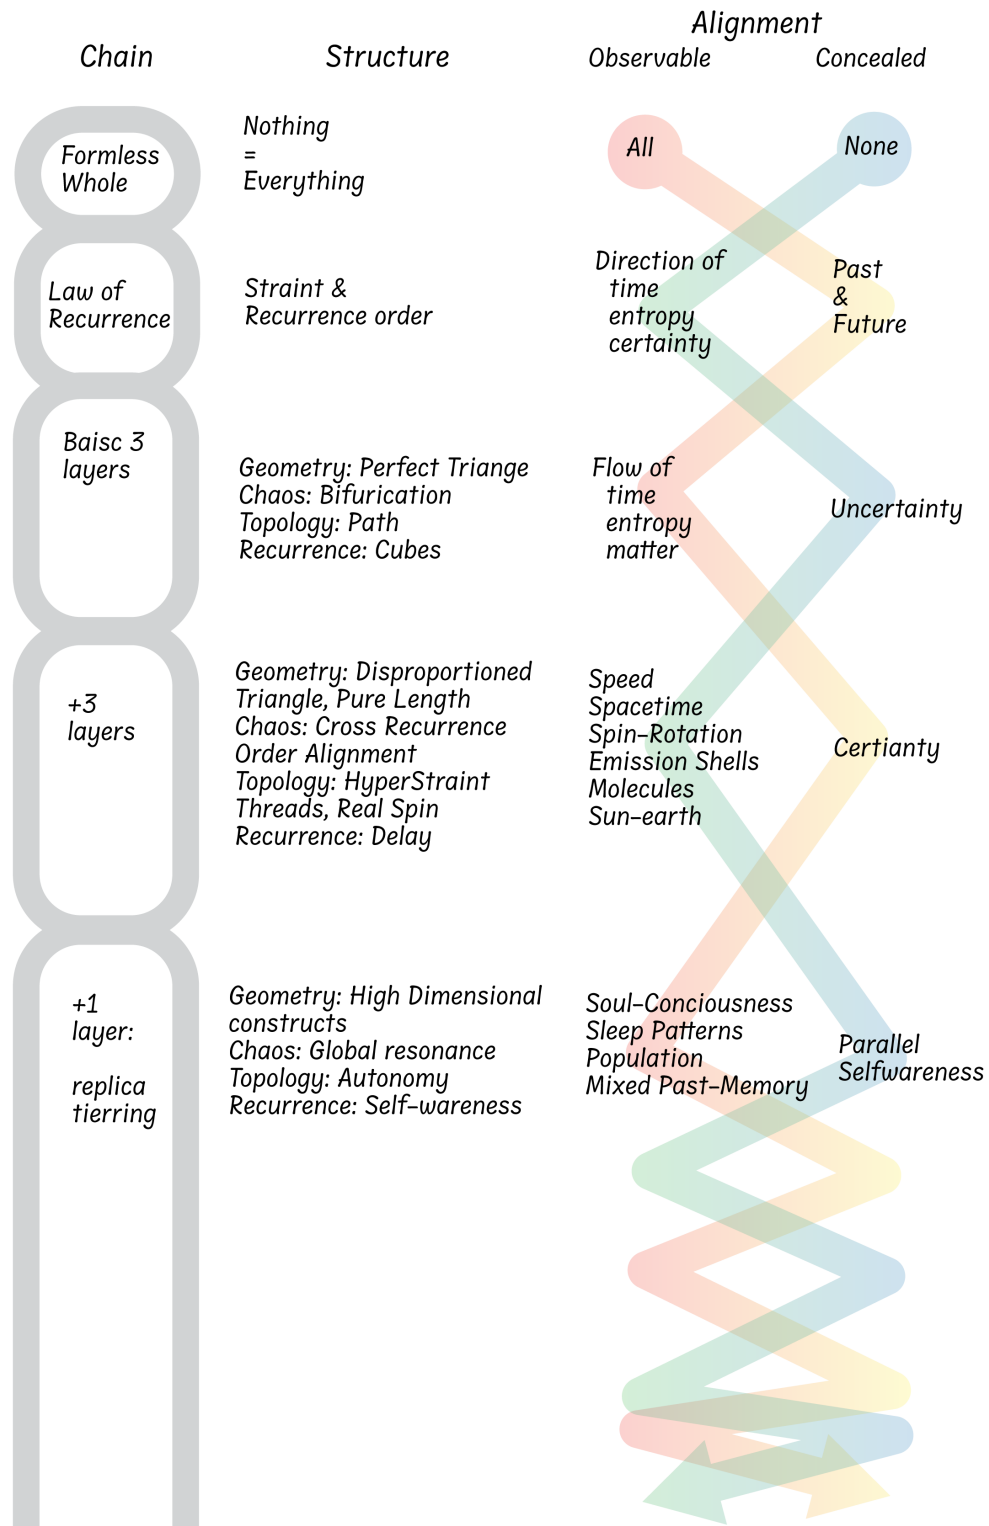 Alignment
Chain
Structure
Observable
Concealed
Formless
Whole
Nothing
=
Everything
All
None
Law of
Recurrence
Straint &
Recurrence order
Direction of
time
entropy
certainty
Past
&
Future
Baisc 3
layers
Geometry: Perfect Triange
Chaos: Bifurication
Topology: Path
Recurrence: Cubes
Flow of
time
entropy
matter
Uncertainty
+3
layers
Geometry: Disproportioned
Triangle, Pure Length
Chaos: Cross Recurrence
Order Alignment
Topology: HyperStraint
Threads, Real Spin
Recurrence: Delay
Speed
Spacetime
Spin-Rotation
Emission Shells
Molecules
Sun-earth
Certianty
+1
layer:
replica
tierring
Geometry: High Dimensional
constructs
Chaos: Global resonance
Topology: Autonomy
Recurrence: Self-wareness
Soul-Conciousness
Sleep Patterns
Population
Mixed Past-Memory
Parallel
Selfwareness